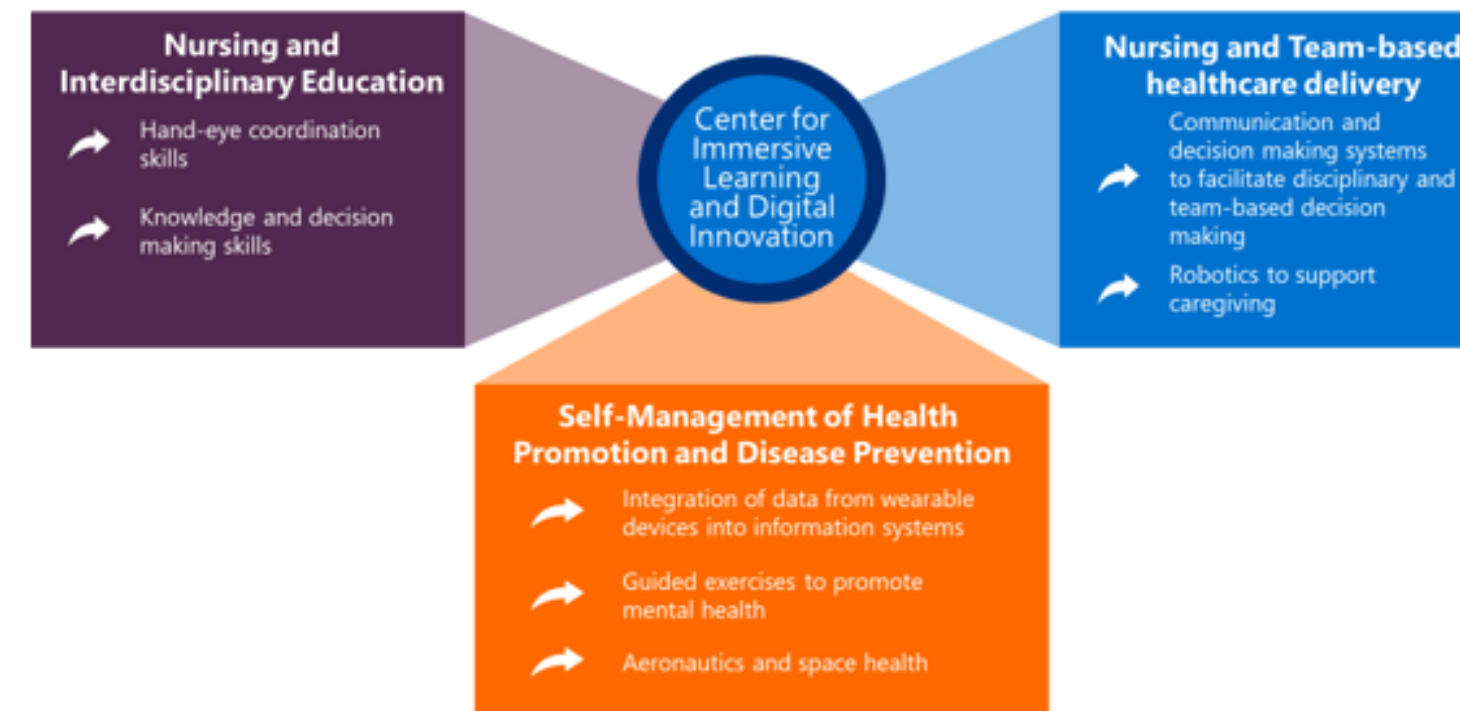 Nursing and
Interdisciplinary Education
Hand-eye coordination
skills
Knowledge and decision
making skills
Center for
Immersive
Learning
and Digital
Innovation
Nursing and Team-based
healthcare delivery
Communication and
decision making systems
to facilitate disciplinary and
team-based decision
making
Robotics to support
caregiving
Self-Management of Health
Promotion and Disease Prevention
Integration of data from wearable
devices into information systems
Guided exercises to promote
mental health
Aeronautics and space health